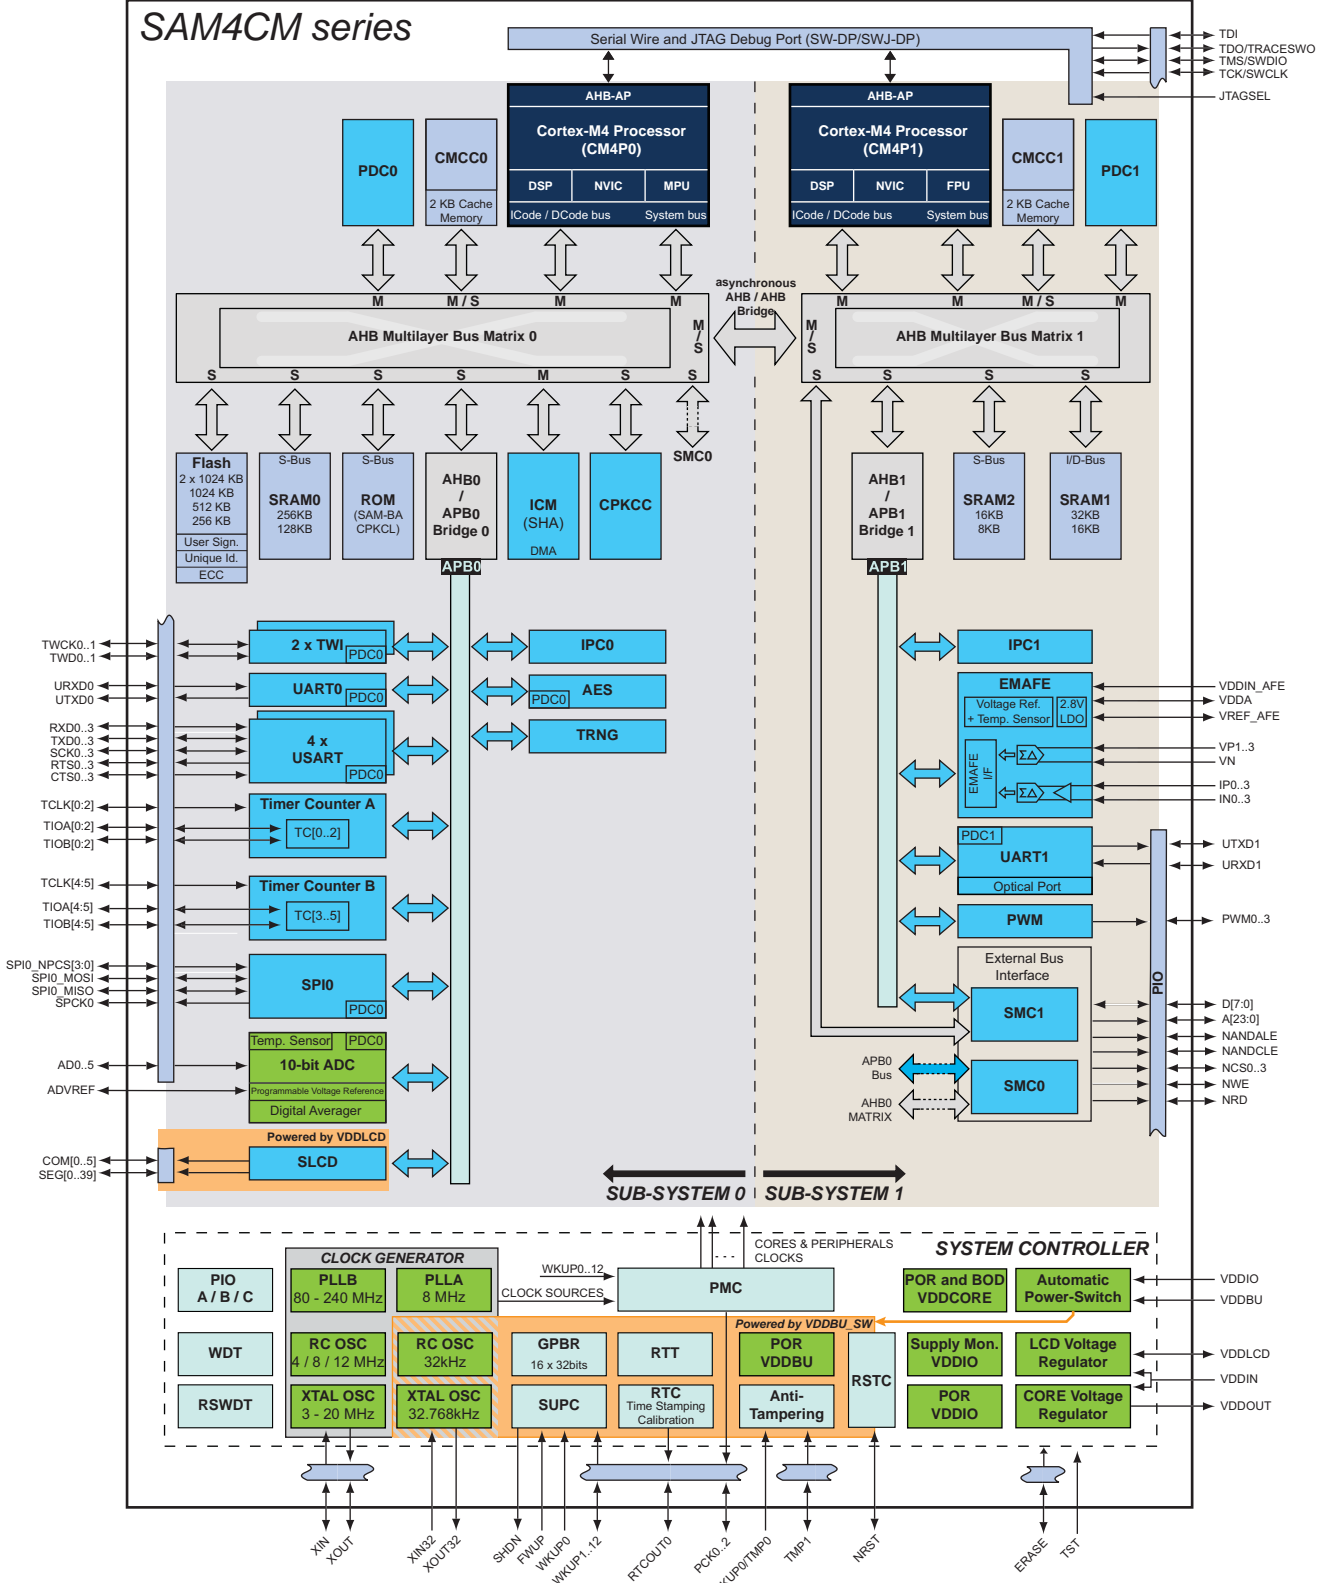 SAM4CM series
Serial Wire and JTAG Debug Port (SW-DP/SWJ-DP)
TDI
TDO/TRACESWO
TMS/SWDIO
TCK/SWCLK
JTAGSEL
PDC0
CMCC0
2 KB Cache
Memory
AHB-AP
Cortex-M4 Processor
(CM4P0)
DSP
NVIC
MPU
ICode / DCode bus
System bus
AHB-AP
Cortex-M4 Processor
(CM4P1)
DSP
NVIC
FPU
ICode / DCode bus
System bus
CMCC1
2 KB Cache
Memory
PDC1
M
M / S
M
M
AHB Multilayer Bus Matrix 0
M
/
S
S
S
S
S
M
S
S
asynchronous
AHB / AHB
Bridge
M
M
M / S
M
M
/
S
AHB Multilayer Bus Matrix 1
S
S
S
S
SMC0
Flash
2 x 1024 KB
1024 KB
512 KB
256 KB
User Sign.
Unique Id.
ECC
S-Bus
SRAM0
256KB
128KB
S-Bus
ROM
(SAM-BA
CPKCL)
AHB0
/
APB0
Bridge 0
APB0
ICM
(SHA)
DMA
CPKCC
AHB1
/
APB1
Bridge 1
APB1
S-Bus
SRAM2
16KB
8KB
I/D-Bus
SRAM1
32KB
16KB
TWCK0..1
TWD0..1
2 x TWI
PDC0
URXD0
UTXD0
UART0
PDC0
RXD0..3
TXD0..3
SCK0..3
RTS0..3
CTS0..3
4 x
USART
PDC0
TCLK[0:2]
TIOA[0:2]
TIOB[0:2]
Timer Counter A
TC[0..2]
TCLK[4:5]
TIOA[4:5]
TIOB[4:5]
Timer Counter B
TC[3..5]
SPI0_NPCS[3:0]
SPI0_MOSI
SPI0_MISO
SPCK0
SPI0
PDC0
AD0..5
ADVREF
Temp. Sensor
PDC0
10-bit ADC
Programmable Voltage Reference
Digital Averager
Powered by VDDLCD
COM[0..5]
SEG[0..39]
SLCD
IPC0
AES
PDC0
TRNG
IPC1
EMAFE
Voltage Ref.
+ Temp. Sensor
2.8V
LDO
EMAFE
I/F
ΣΔ
ΣΔ
VDDIN_AFE
VDDA
VREF_AFE
VP1..3
VN
IP0..3
IN0..3
PDC1
UART1
Optical Port
UTXD1
URXD1
PWM
PWM0..3
PIO
External Bus
Interface
SMC1
SMC0
APB0
Bus
AHB0
MATRIX
D[7:0]
A[23:0]
NANDALE
NANDCLE
NCS0..3
NWE
NRD
SUB-SYSTEM 0
SUB-SYSTEM 1
CORES & PERIPHERALS
CLOCKS
SYSTEM CONTROLLER
CLOCK GENERATOR
PIO
A / B / C
PLLB
80 - 240 MHz
PLLA
8 MHz
WKUP0..12
CLOCK SOURCES
PMC
POR and BOD
VDDCORE
Automatic
Power-Switch
VDDIO
VDDBU
Powered by VDDBU_SW
WDT
RC OSC
4 / 8 / 12 MHz
RC OSC
32kHz
GPBR
16 x 32bits
RTT
POR
VDDBU
RSTC
Supply Mon.
VDDIO
LCD Voltage
Regulator
VDDLCD
VDDIN
RSWDT
XTAL OSC
3 - 20 MHz
XTAL OSC
32.768kHz
SUPC
RTC
Time Stamping
Calibration
Anti-
Tampering
POR
VDDIO
CORE Voltage
Regulator
VDDOUT
XIN
XOUT
XIN32
XOUT32
SHDN
FWUP
WKUP0
WKUP1..12
RTCOUT0
PCK0..2
KUP0/TMP0
TMP1
NRST
ERASE
TST